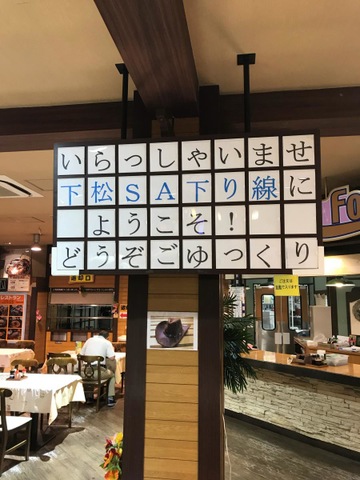 いらっしゃいませ
下松SA下り線に
ようこそ!
どうぞごゆっくり